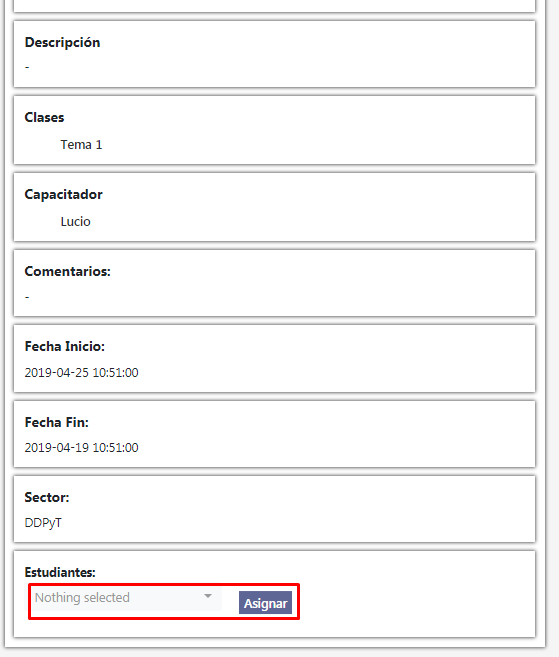 Descripción
-
Clases
Tema 1
Capacitador
Lucio
Comentarios:
-
Fecha Inicio:
2019-04-25 10:51:00
Fecha Fin:
2019-04-19 10:51:00
Sector:
DDPyT
Estudiantes:
Nothing selected Asignar